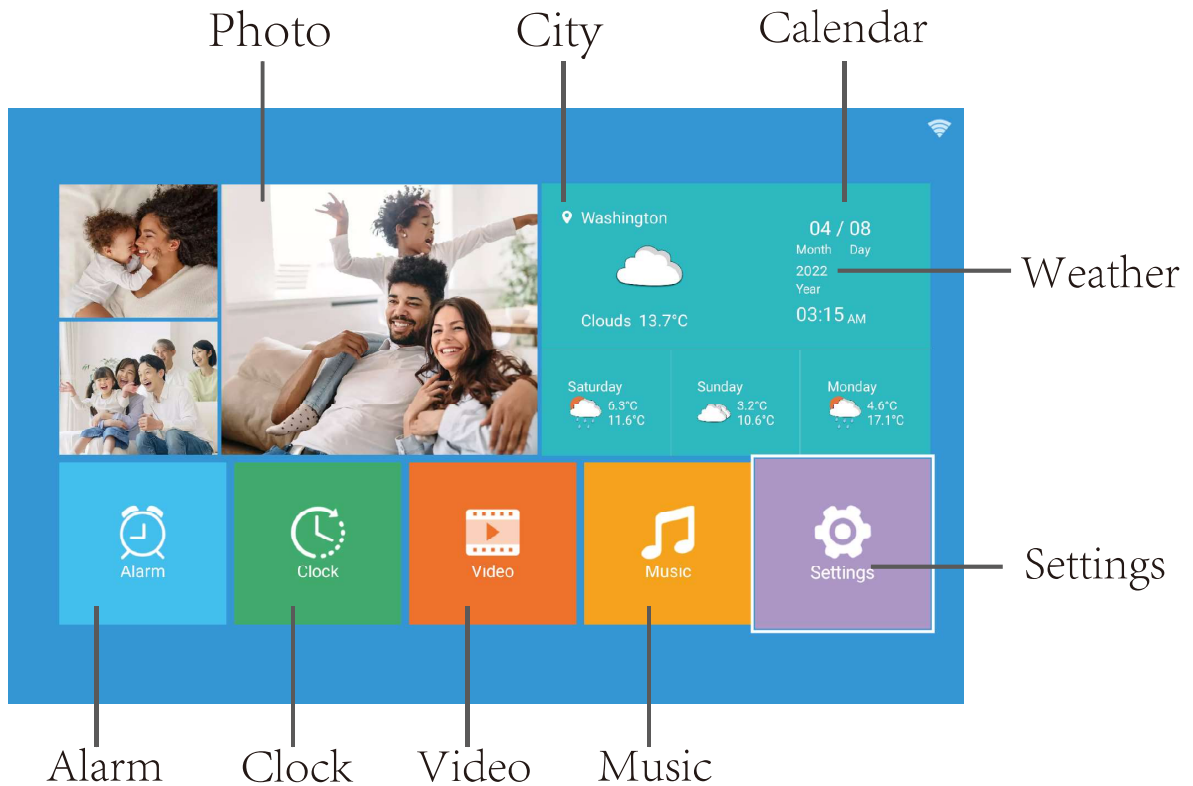 Photo
City
Calendar
Washington
04 / 08
Month Day
2022
Year
03:15 AM
Clouds 13.7°C
Weather
Saturday
6.3°C
11.6°C
Sunday
3.2°C
10.6°C
Monday
4.6°C
17.1°C
Alarm
Clock
Video
Music
Settings
Settings
Alarm
Clock
Video
Music